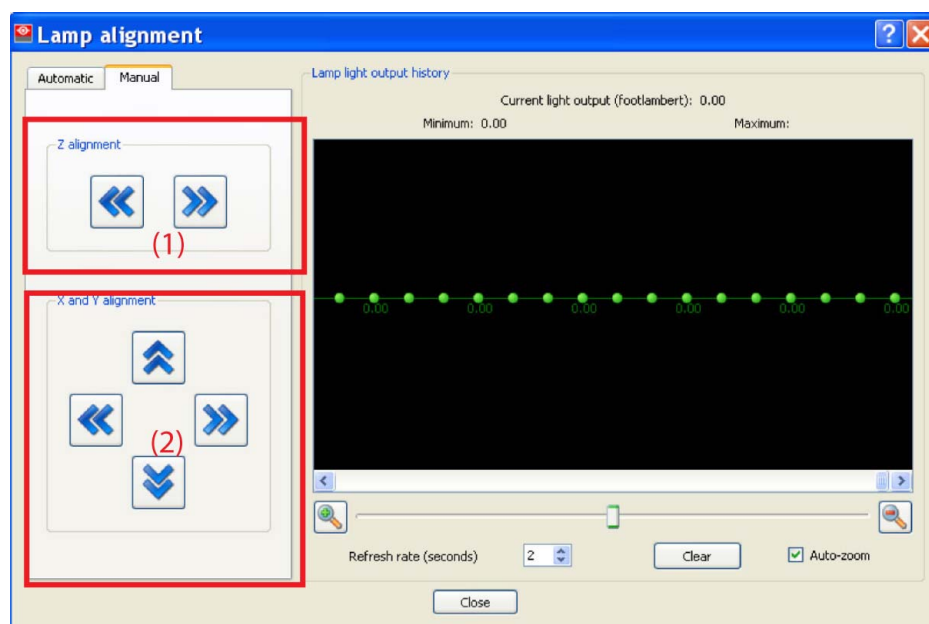 Lamp alignment
Automatic
Manual
Z alignment
(1)
X and Y alignment
(2)
Lamp light output history
Current light output (footlambert): 0.00
Minimum: 0.00
Maximum:
0.00 0.00 0.00 0.00 0.00 0.00
Refresh rate (seconds)
2
Clear
Auto-zoom
Close